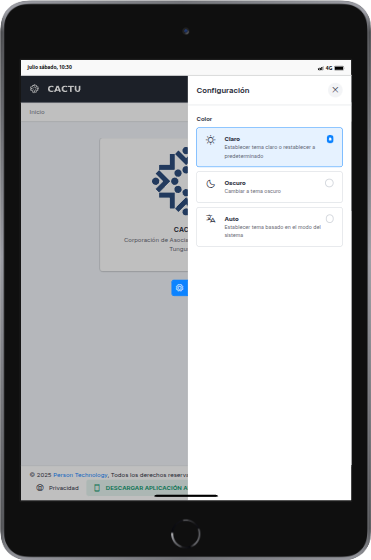 julio sábado, 10:30
4G
CACTU
Configuración
Inicio
Color
Claro
Establecer tema claro o restablecer a
predeterminado
Oscuro
Cambiar a tema oscuro
Auto
Establecer tema basado en el modo del
sistema
CAC
Corporación de Asocia
Tungu
© 2025 Person Technology, Todos los derechos reserva
Privacidad
DESCARGAR APLICACIÓN A